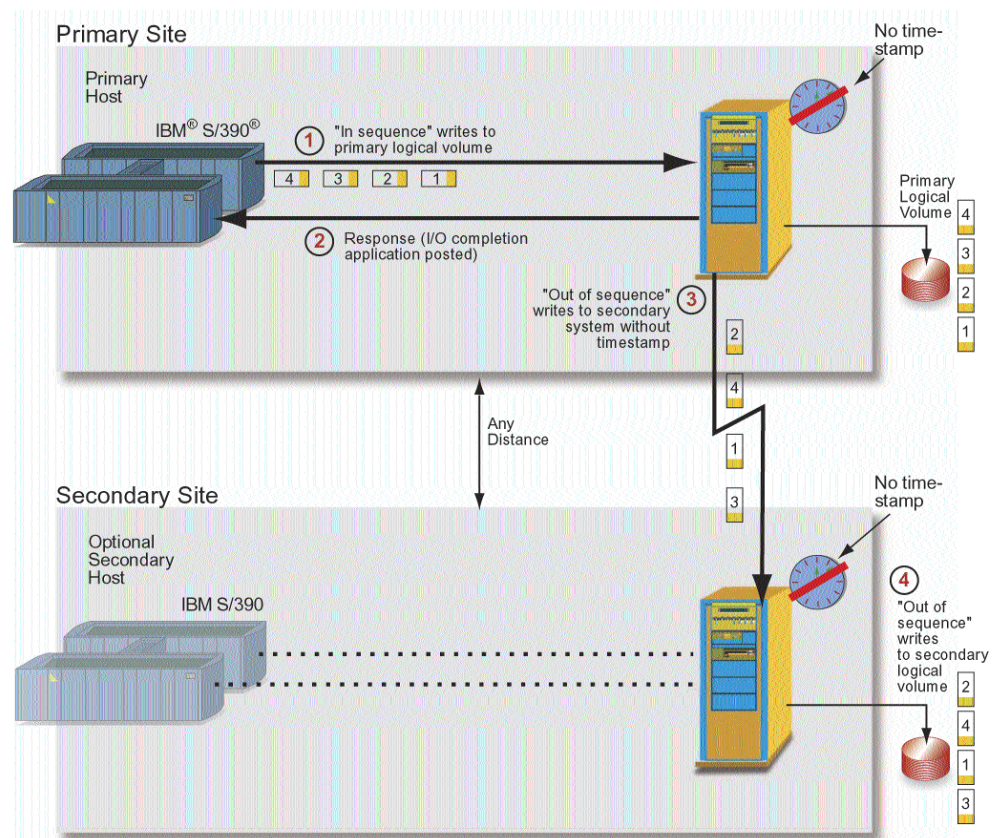 Primary Site
No time-
stamp
Primary
Host
IBM® S/390®
1
"In sequence" writes to
primary logical volume
4 3 2 1
2
Response (I/O completion
application posted)
Primary
Logical
Volume
4
3
2
1
"Out of sequence"
writes to secondary
system without
timestamp
3
2
4
1
3
Any
Distance
Secondary Site
No time-
stamp
Optional
Secondary
Host
IBM S/390
4
"Out of
sequence"
writes
to secondary
logical
volume
2
4
1
3